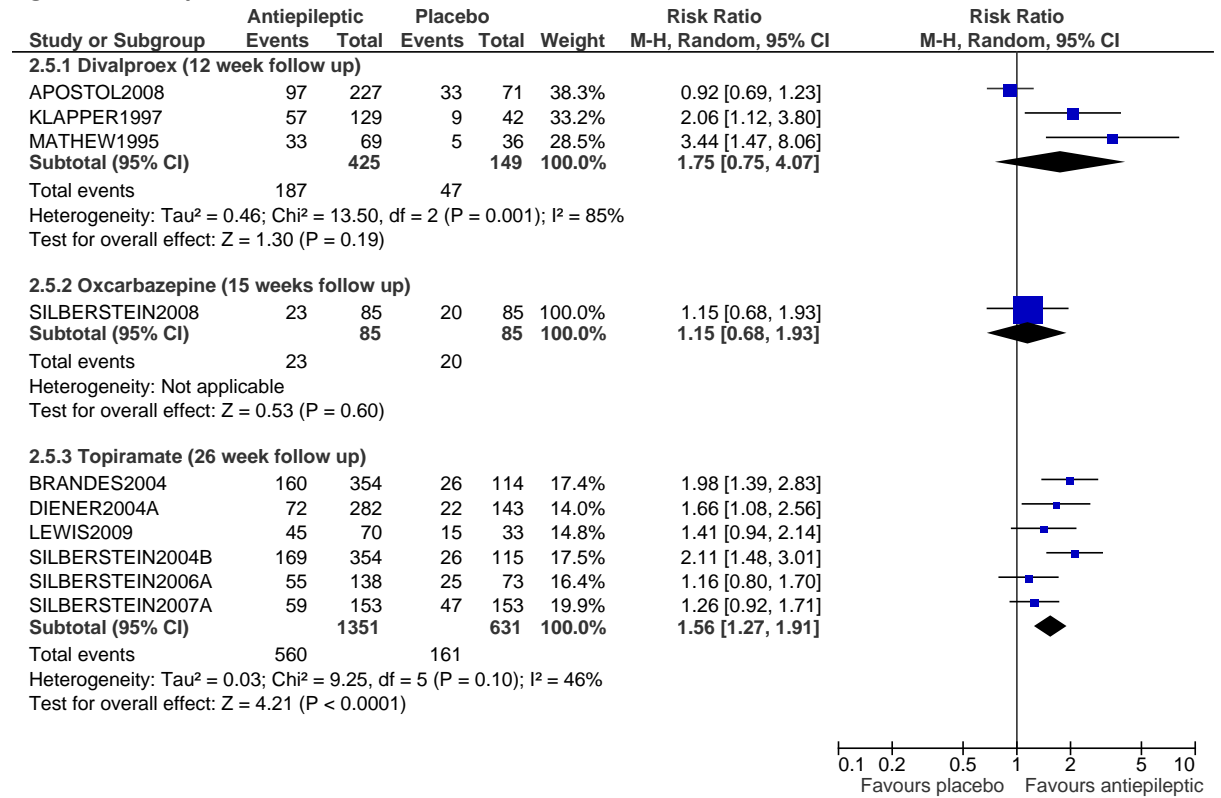 Antiepileptic Placebo Risk Ratio Risk Ratio
Study or Subgroup Events Total Events Total Weight M-H, Random, 95% CI M-H, Random, 95% CI
2.5.1 Divalproex (12 week follow up)
APOSTOL2008 97 227 33 71 38.3% 0.92 [0.69, 1.23]
KLAPPER1997 57 129 9 42 33.2% 2.06 [1.12, 3.80]
MATHEW1995 33 69 5 36 28.5% 3.44 [1.47, 8.06]
Subtotal (95% CI) 425 149 100.0% 1.75 [0.75, 4.07]
Total events 187 47
Heterogeneity: Tau² = 0.46; Chi² = 13.50, df = 2 (P = 0.001); I² = 85%
Test for overall effect: Z = 1.30 (P = 0.19)
2.5.2 Oxcarbazepine (15 weeks follow up)
SILBERSTEIN2008 23 85 20 85 100.0% 1.15 [0.68, 1.93]
Subtotal (95% CI) 85 85 100.0% 1.15 [0.68, 1.93]
Total events 23 20
Heterogeneity: Not applicable
Test for overall effect: Z = 0.53 (P = 0.60)
2.5.3 Topiramate (26 week follow up)
BRANDES2004 160 354 26 114 17.4% 1.98 [1.39, 2.83]
DIENER2004A 72 282 22 143 14.0% 1.66 [1.08, 2.56]
LEWIS2009 45 70 15 33 14.8% 1.41 [0.94, 2.14]
SILBERSTEIN2004B 169 354 26 115 17.5% 2.11 [1.48, 3.01]
SILBERSTEIN2006A 55 138 25 73 16.4% 1.16 [0.80, 1.70]
SILBERSTEIN2007A 59 153 47 153 19.9% 1.26 [0.92, 1.71]
Subtotal (95% CI) 1351 631 100.0% 1.56 [1.27, 1.91]
Total events 560 161
Heterogeneity: Tau² = 0.03; Chi² = 9.25, df = 5 (P = 0.10); I² = 46%
Test for overall effect: Z = 4.21 (P < 0.0001)
0.1 0.2 0.5 1 2 5 10
Favours placebo Favours antiepileptic